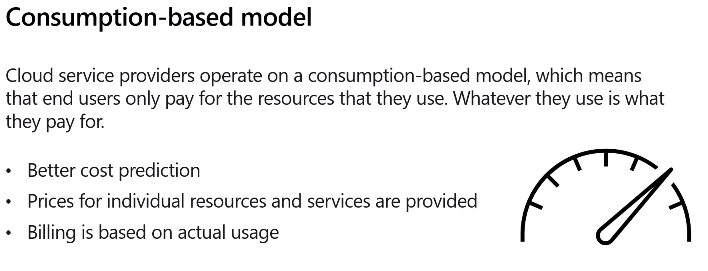 Consumption-based model
Cloud service providers operate on a consumption-based model, which means
that end users only pay for the resources that they use. Whatever they use is what
they pay for.
• Better cost prediction
• Prices for individual resources and services are provided
• Billing is based on actual usage